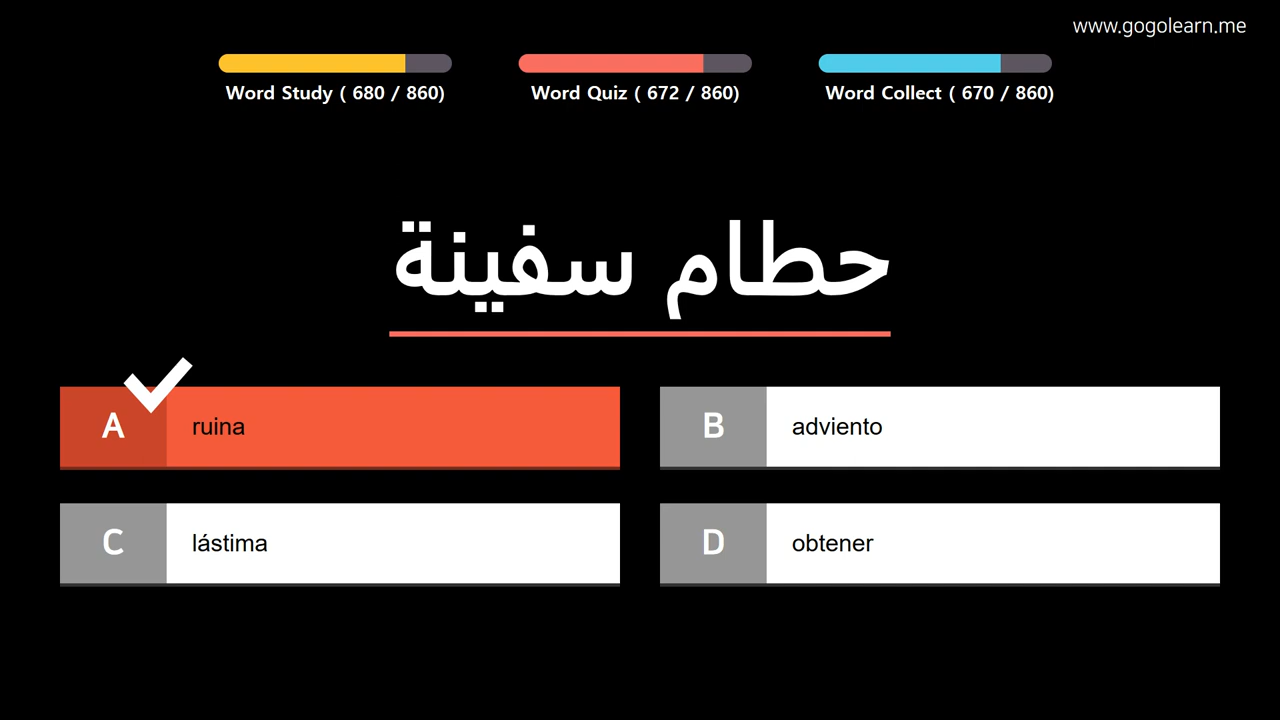 www.gogolearn.me
Word Study ( 680 / 860)
Word Quiz ( 672 / 860)
Word Collect ( 670 / 860)
حطام سفينة
A ruina
B adviento
C lástima
D obtener